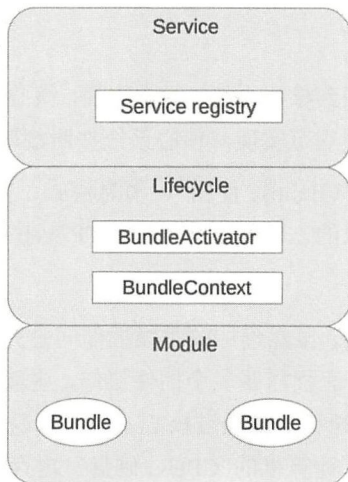 Service
Service registry
Lifecycle
BundleActivator
BundleContext
Module
Bundle Bundle